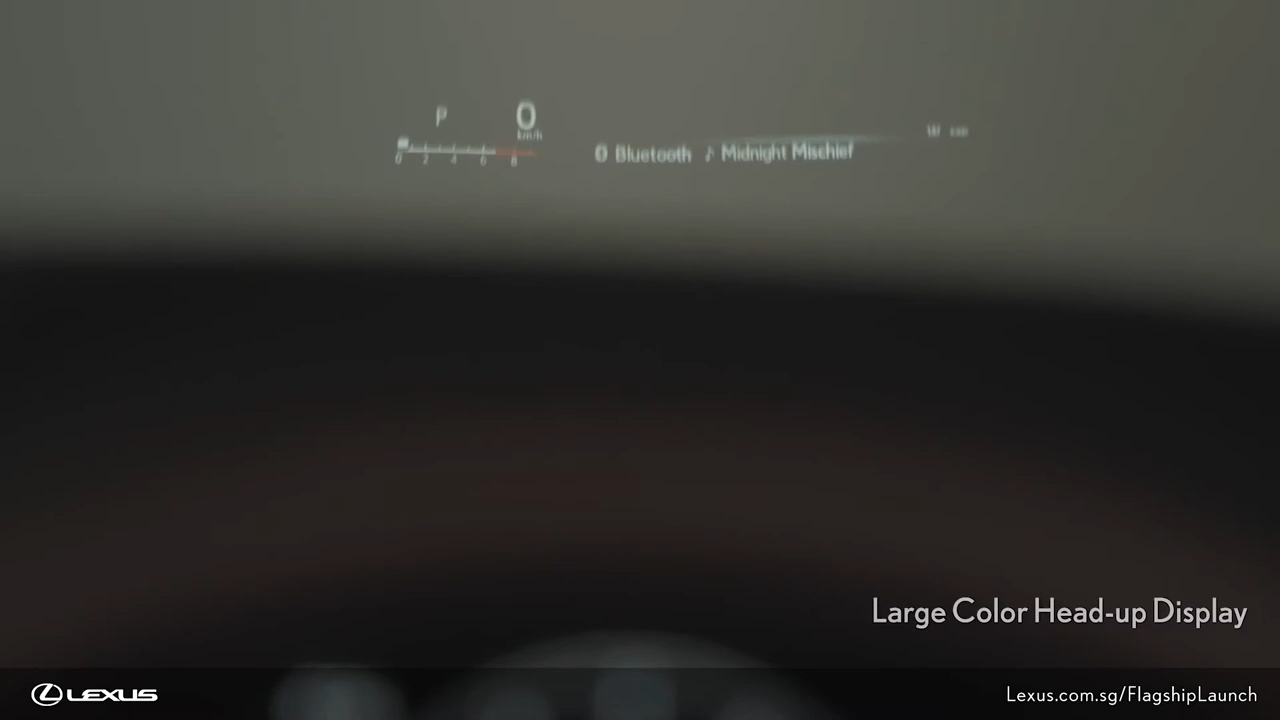 P 0
km/h
0 2 4 6 8
Bluetooth ♪ Midnight Mischief
W
Large Color Head-up Display
LEXUS
Lexus.com.sg/FlagshipLaunch